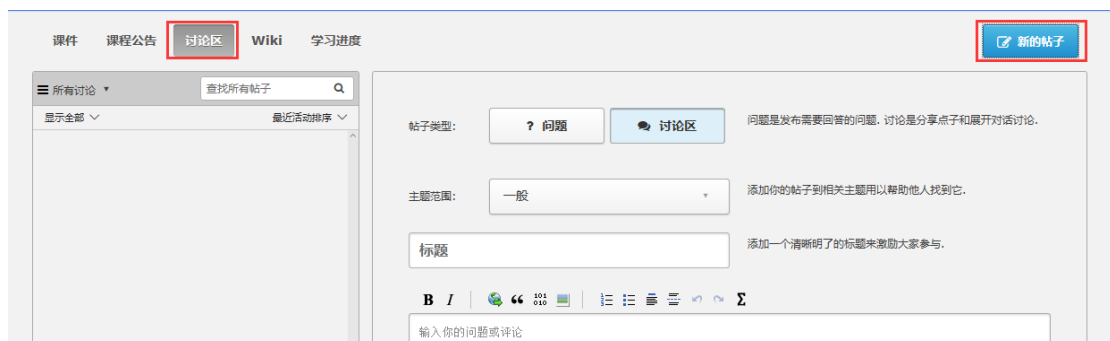 课件 课程公告 讨论区 Wiki 学习进度 新的帖子
所有讨论 查找所有帖子
显示全部 最近活动排序
帖子类型: ? 问题 讨论区 问题是发布需要回答的问题. 讨论是分享点子和展开对话讨论.
主题范围: 一般 添加你的帖子到相关主题用以帮助他人找到它.
标题 添加一个清晰明了的标题来激励大家参与.
B I “ 101 010 Σ
输入你的问题或评论